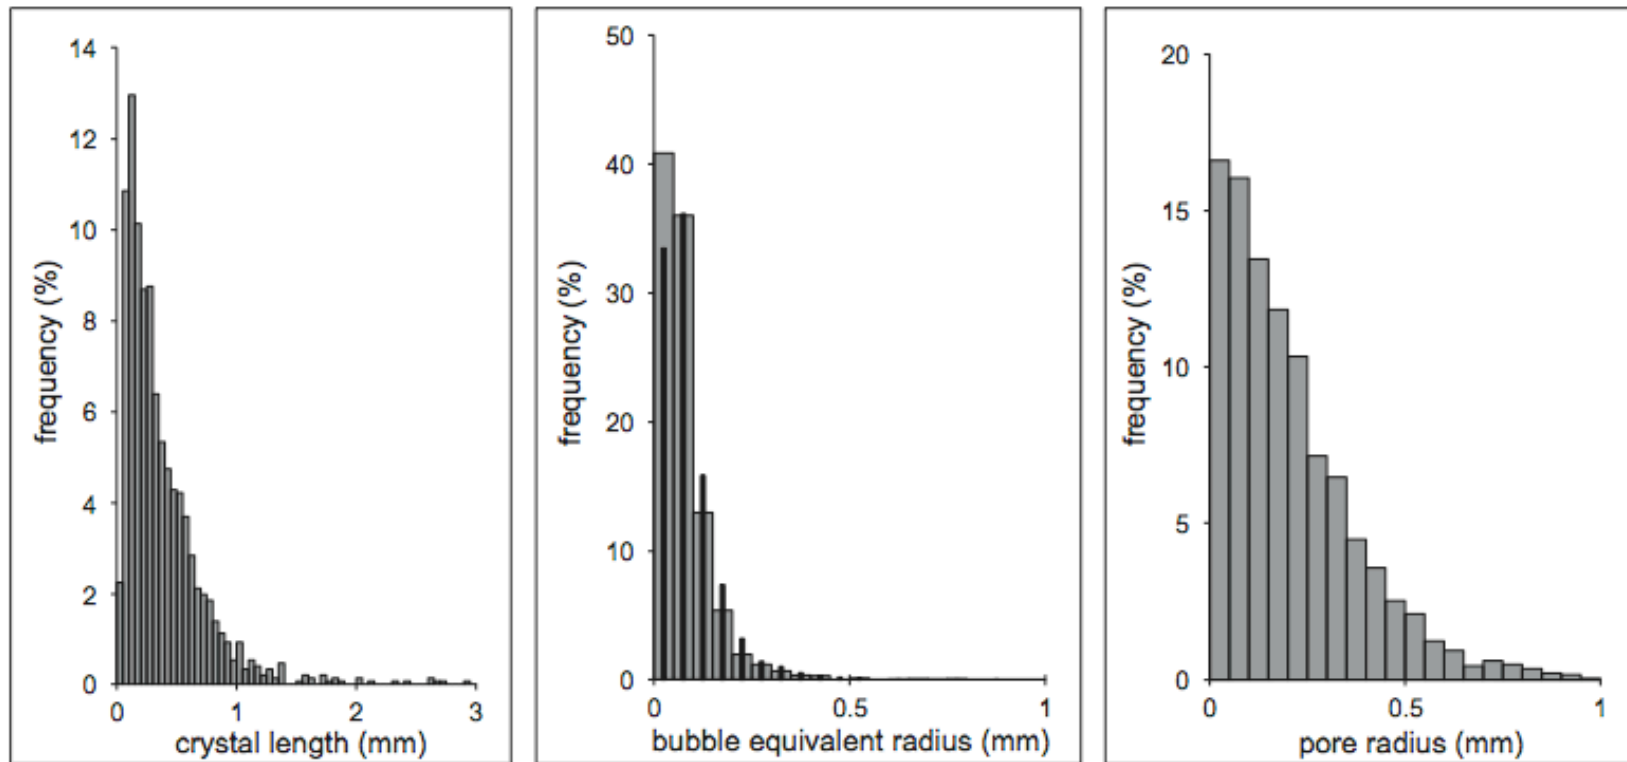 14
12
10
8
6
4
2
0
0 1 2 3
frequency (%)
crystal length (mm)
50
40
30
20
10
0
0 0.5 1
frequency (%)
bubble equivalent radius (mm)
20
15
10
5
0
0 0.5 1
frequency (%)
pore radius (mm)